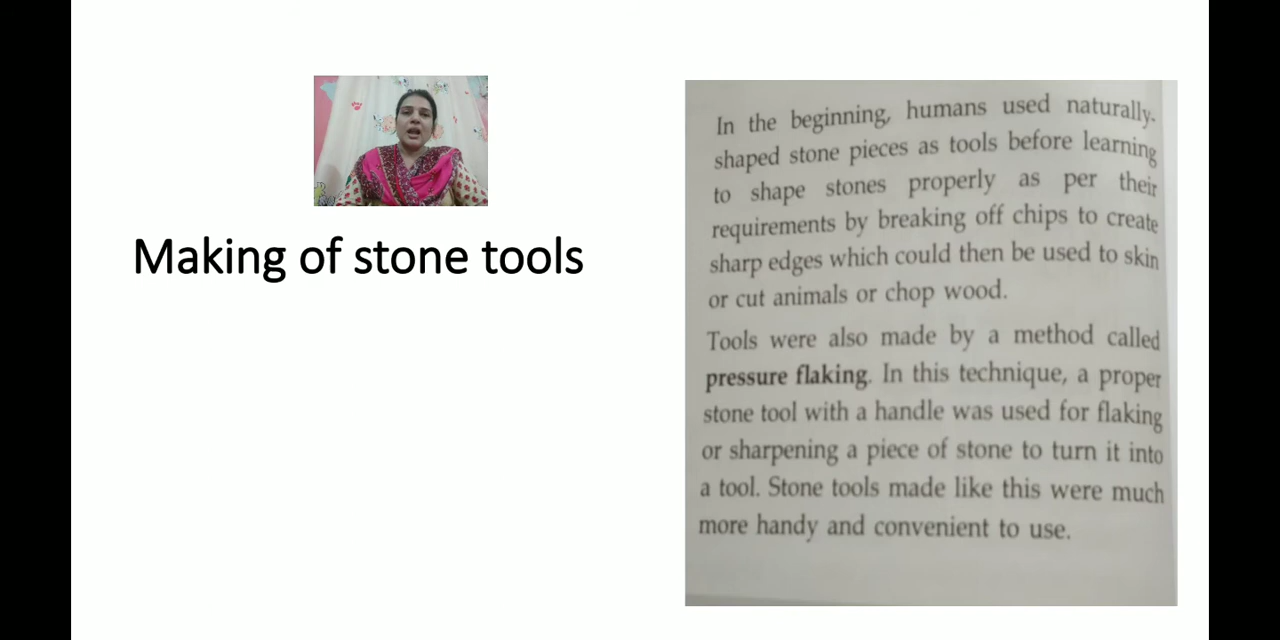 Making of stone tools
In the beginning, humans used naturally-
shaped stone pieces as tools before learning
to shape stones properly as per their
requirements by breaking off chips to create
sharp edges which could then be used to skin
or cut animals or chop wood.
Tools were also made by a method called
pressure flaking. In this technique, a proper
stone tool with a handle was used for flaking
or sharpening a piece of stone to turn it into
a tool. Stone tools made like this were much
more handy and convenient to use.